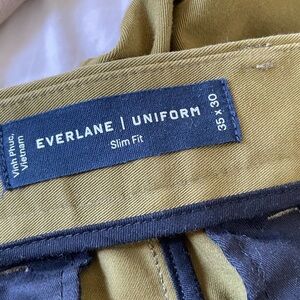 Vinh Phuc,
Vietnam
EVERLANE | UNIFORM
Slim Fit
35 x 30